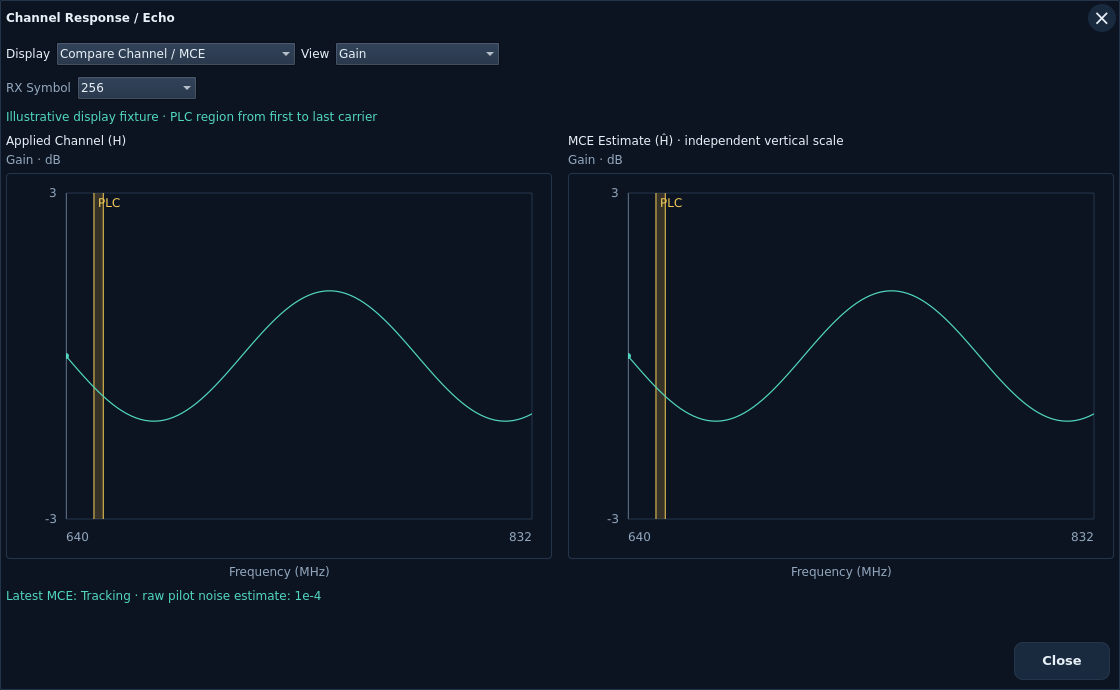 Channel Response / Echo
Display Compare Channel / MCE View Gain
RX Symbol 256
Illustrative display fixture · PLC region from first to last carrier
Applied Channel (H)
Gain · dB
3
PLC
-3
640 832
Frequency (MHz)
MCE Estimate (Ĥ) · independent vertical scale
Gain · dB
3
PLC
-3
640 832
Frequency (MHz)
Latest MCE: Tracking · raw pilot noise estimate: 1e-4
Close